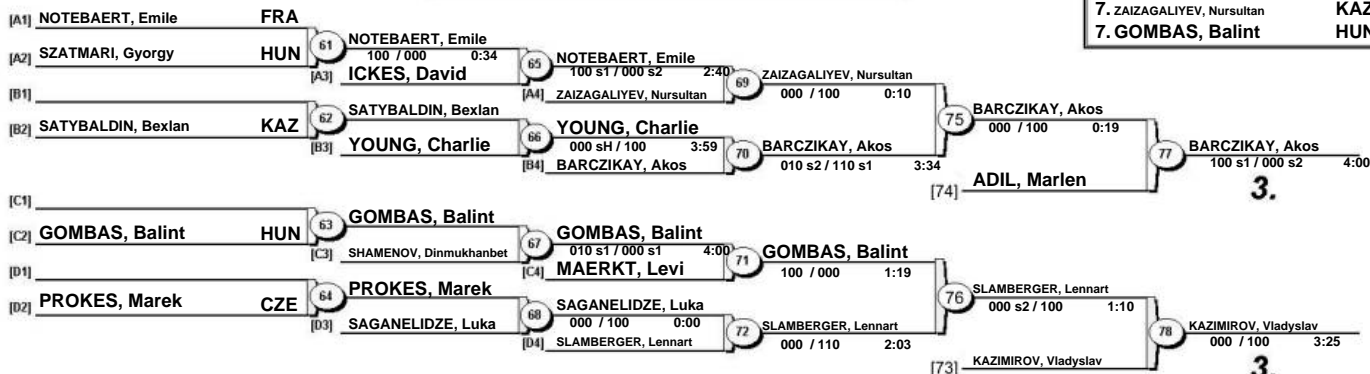 7. ZAIZAGALIYEV, Nursultan KAZ
7. GOMBAS, Balint HUN
[A1] NOTEBAERT, Emile FRA
[A2] SZATMARI, Gyorgy HUN
61
NOTEBAERT, Emile
100 / 000 0:34
[A3] ICKES, David
65
NOTEBAERT, Emile
100 s1 / 000 s2 2:40
[A4] ZAIZAGALIYEV, Nursultan
69
ZAIZAGALIYEV, Nursultan
000 / 100 0:10
[B1]
[B2] SATYBALDIN, Bexlan KAZ
62
SATYBALDIN, Bexlan
[B3] YOUNG, Charlie
66
YOUNG, Charlie
000 sH / 100 3:59
[B4] BARCZIKAY, Akos
70
BARCZIKAY, Akos
010 s2 / 110 s1 3:34
75
BARCZIKAY, Akos
000 / 100 0:19
[74] ADIL, Marlen
77
BARCZIKAY, Akos
100 s1 / 000 s2 4:00
3.
[C1]
[C2] GOMBAS, Balint HUN
63
GOMBAS, Balint
[C3] SHAMENOV, Dinmukhanbet
67
GOMBAS, Balint
010 s1 / 000 s1 4:00
[C4] MAERKT, Levi
71
GOMBAS, Balint
100 / 000 1:19
[D1]
[D2] PROKES, Marek CZE
64
PROKES, Marek
[D3] SAGANELIDZE, Luka
68
SAGANELIDZE, Luka
000 / 100 0:00
[D4] SLAMBERGER, Lennart
72
SLAMBERGER, Lennart
000 / 110 2:03
76
SLAMBERGER, Lennart
000 s2 / 100 1:10
[73] KAZIMIROV, Vladyslav
78
KAZIMIROV, Vladyslav
000 / 100 3:25
3.